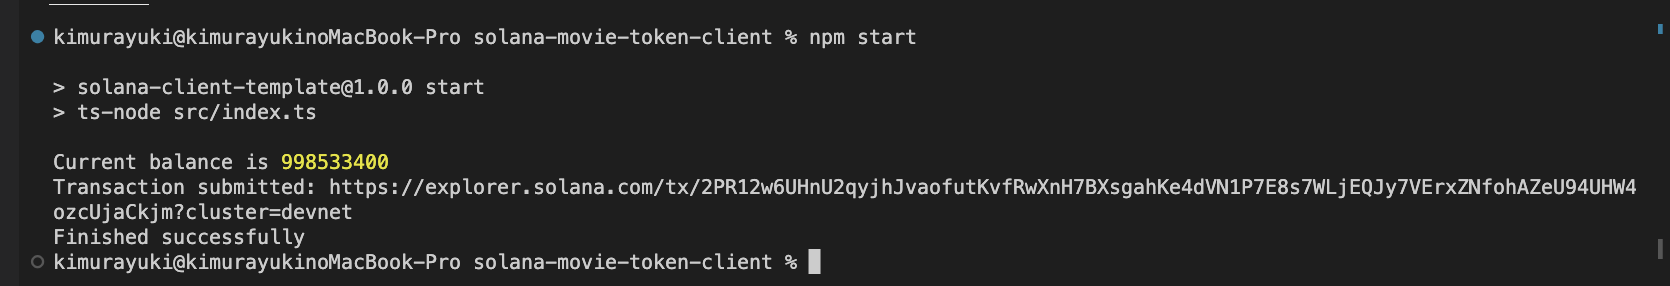 kimurayuki@kimurayukinoMacBook-Pro solana-movie-token-client % npm start
> solana-client-template@1.0.0 start
> ts-node src/index.ts
Current balance is 998533400
Transaction submitted: https://explorer.solana.com/tx/2PR12w6UHnU2qyjhJvaofutKvfRwXnH7BXsgahKe4dVN1P7E8s7WLjEQJy7VErxZNfohAZeU94UHW4
ozcUjaCkjm?cluster=devnet
Finished successfully
kimurayuki@kimurayukinoMacBook-Pro solana-movie-token-client %